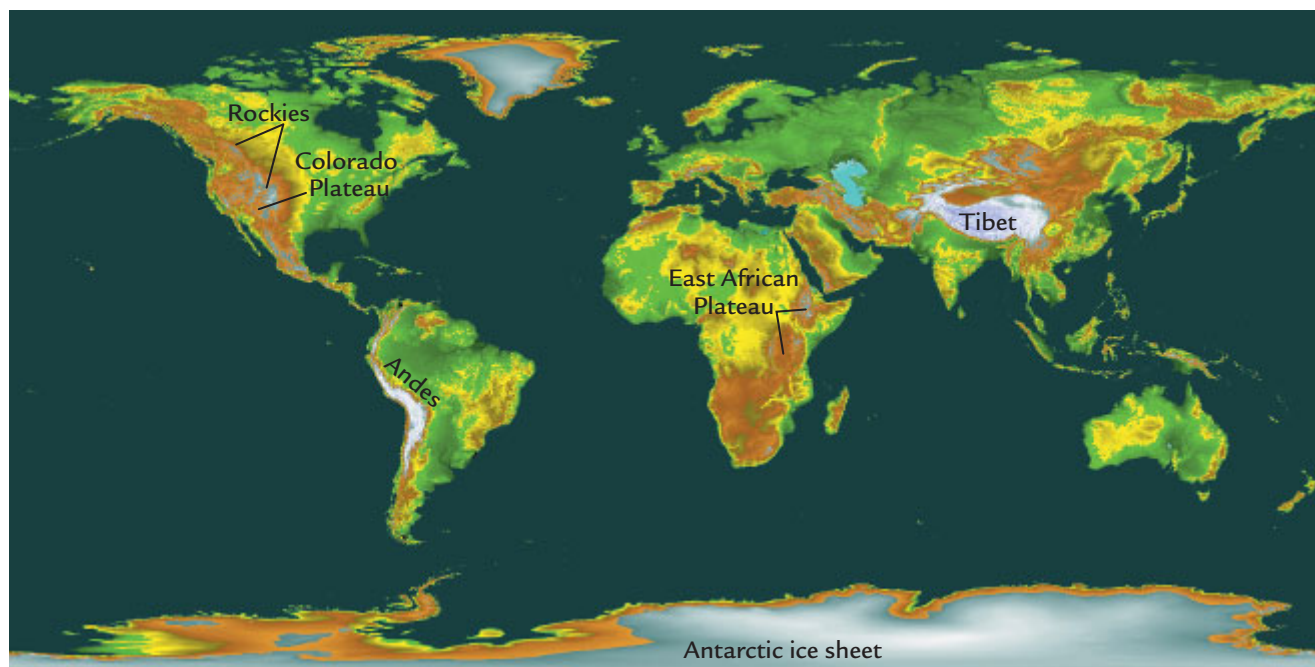 Rockies
Colorado
Plateau
Tibet
East African
Plateau
Andes
Antarctic ice sheet